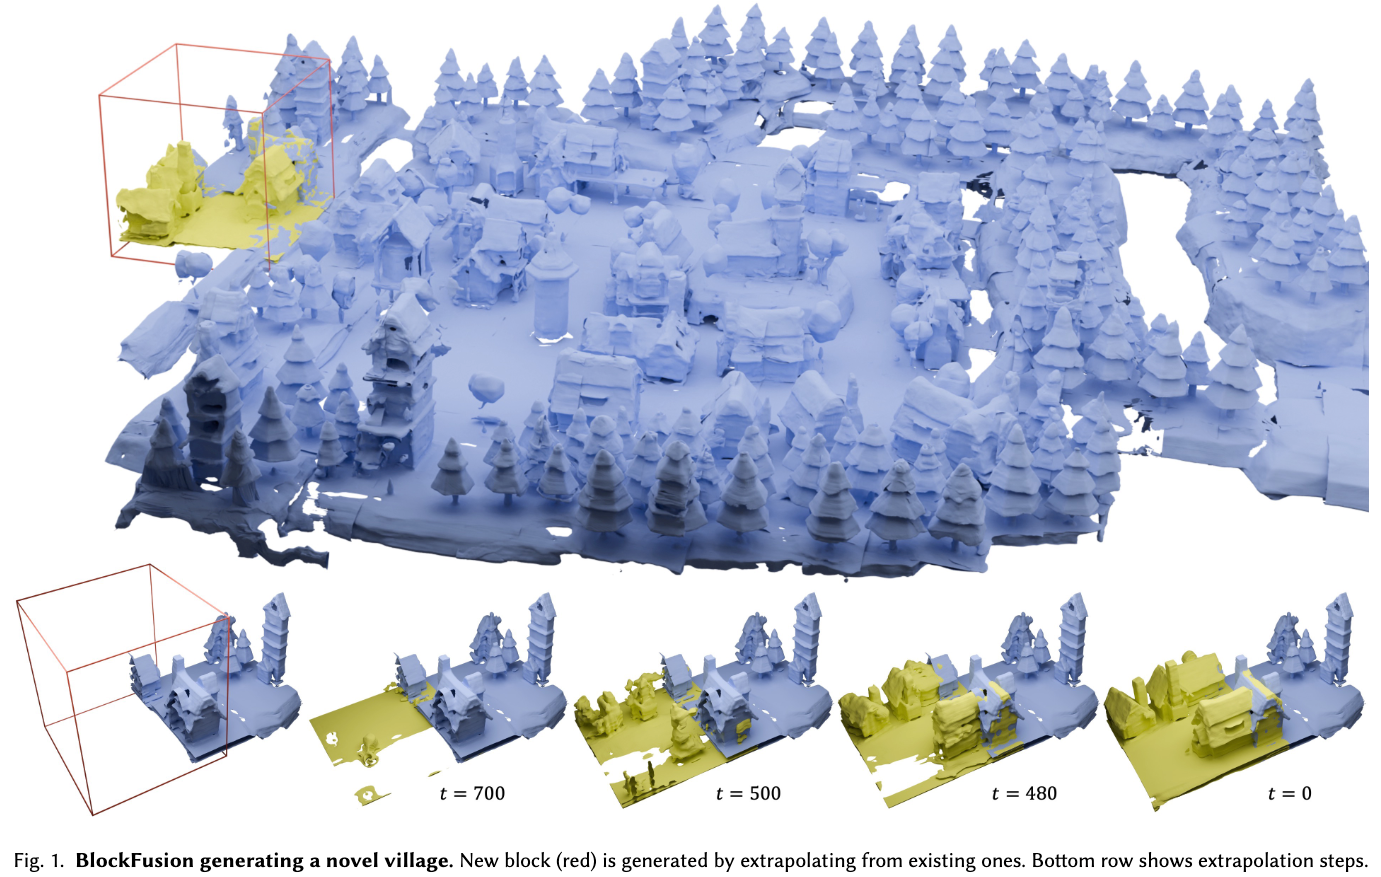 t = 700
t = 500
t = 480
t = 0
Fig. 1. BlockFusion generating a novel village. New block (red) is generated by extrapolating from existing ones. Bottom row shows extrapolation steps.